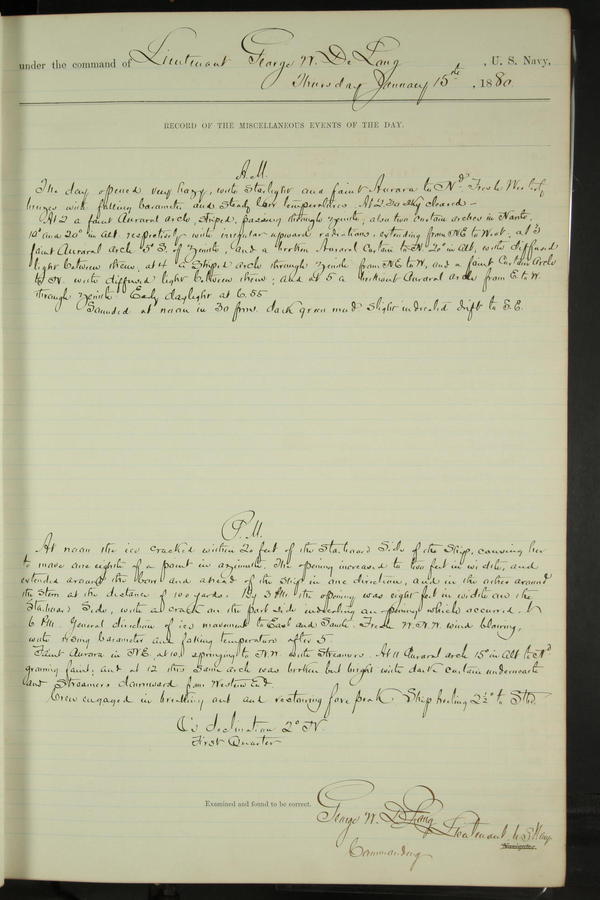 under the command of Lieutenant George W. De Long, U. S. Navy,
Thursday January 15th, 1880.
RECORD OF THE MISCELLANEOUS EVENTS OF THE DAY.
A.M.
The day opened very hazy, with starlight and faint Aurora to Nd. Fresh Westerly
breezes with falling barometer and steady low temperatures. At 2.30 sky cleared.
At 2 a faint Auroral arch, striped, passing through zenith, also two curtain arches in North,
10° and 20° in alt. respectively with irregular upward radiations, extending from NE to West; at 3
faint Auroral arch 5° S. of zenith, and a broken Auroral Curtain to N 20° in alt, with diffused
light between them, at 4 a striped arch through zenith from NE to W, and a faint Curtain Arch
to N. with diffused light between them; and at 5 a brilliant Auroral arch from E. to W.
through zenith. Early daylight at 6.55
Sounded at noon in 30 fms. dark green mud slight indicated drift to S.E.
P.M.
At noon the ice cracked within 20 feet of the Starboard Side of the Ship, causing her
to move one eighth of a point in azimuth. The opening increased to two feet in width, and
extended around the bow and ahead of the ship in one direction, and in the other around
the Stern at the distance of 100 yards. By 3 PM. the opening was eight feet in width on the
Starboard Side, with a crack on the port side indicating an opening which occurred. At
6 P.M. General direction of ice movement to East and South. Fresh W.N.W. wind blowing,
with rising barometer and falling temperature after 5.
Faint Aurora in NE. at 10, springing to N.W. with Streamers. At 11 Auroral arch 15° in alt to Nd
growing faint; and at 12 this same arch was broken but bright with dark curtain underneath
and Streamers downward from Western End.
Crew engaged in breaking out and restowing fore peak. Ship heeling 2½° to Stbd.
☾'s declination 2° N.
First Quarter
Examined and found to be correct.
George W. De Long
Lieutenant U.S. Navy
Navigator.
Commanding